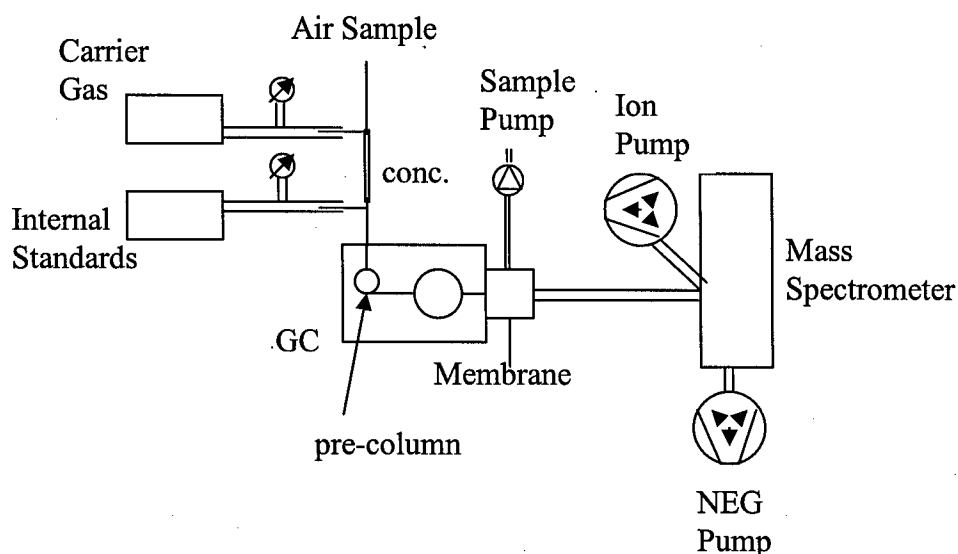 Air Sample
Carrier
Gas
Sample
Pump
Ion
Pump
conc.
Internal
Standards
Mass
Spectrometer
GC
Membrane
pre-column
NEG
Pump